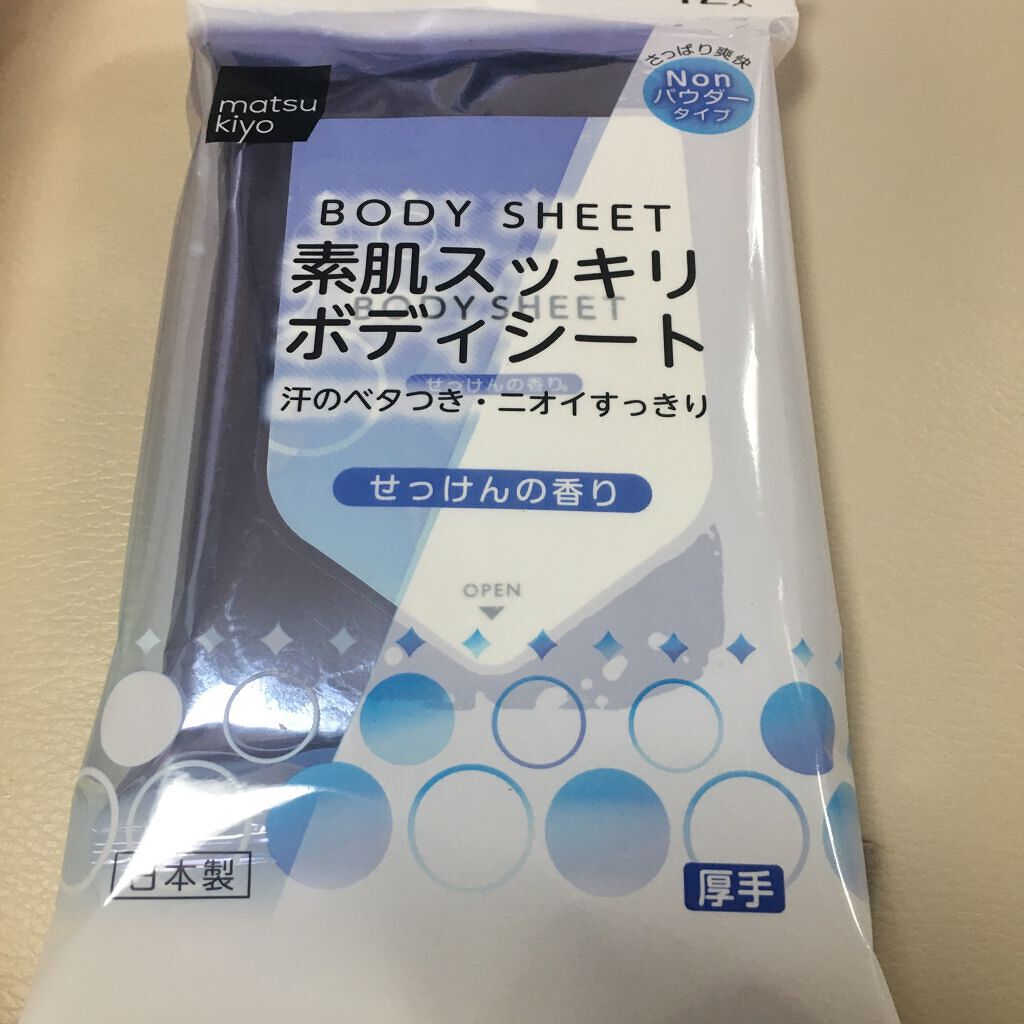 さっぱり爽快
Non
パウダー
タイプ
matsu
kiyo
BODY SHEET
素肌スッキリ
BODY SHEET
ボディシート
せっけんの香り
汗のベタつき・ニオイすっきり
せっけんの香り
OPEN
日本製
厚手